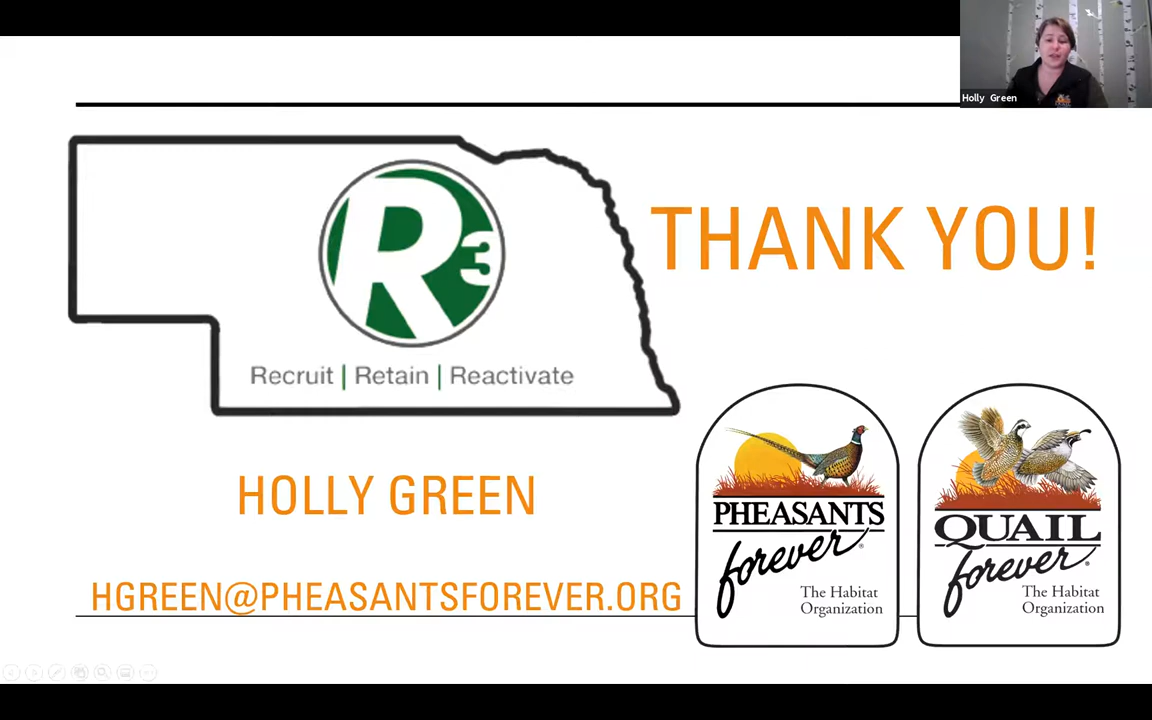 Holly Green
R3
Recruit | Retain | Reactivate
THANK YOU!
HOLLY GREEN
HGREEN@PHEASANTSFOREVER.ORG
PHEASANTS
forever®
The Habitat
Organization
QUAIL
forever®
The Habitat
Organization